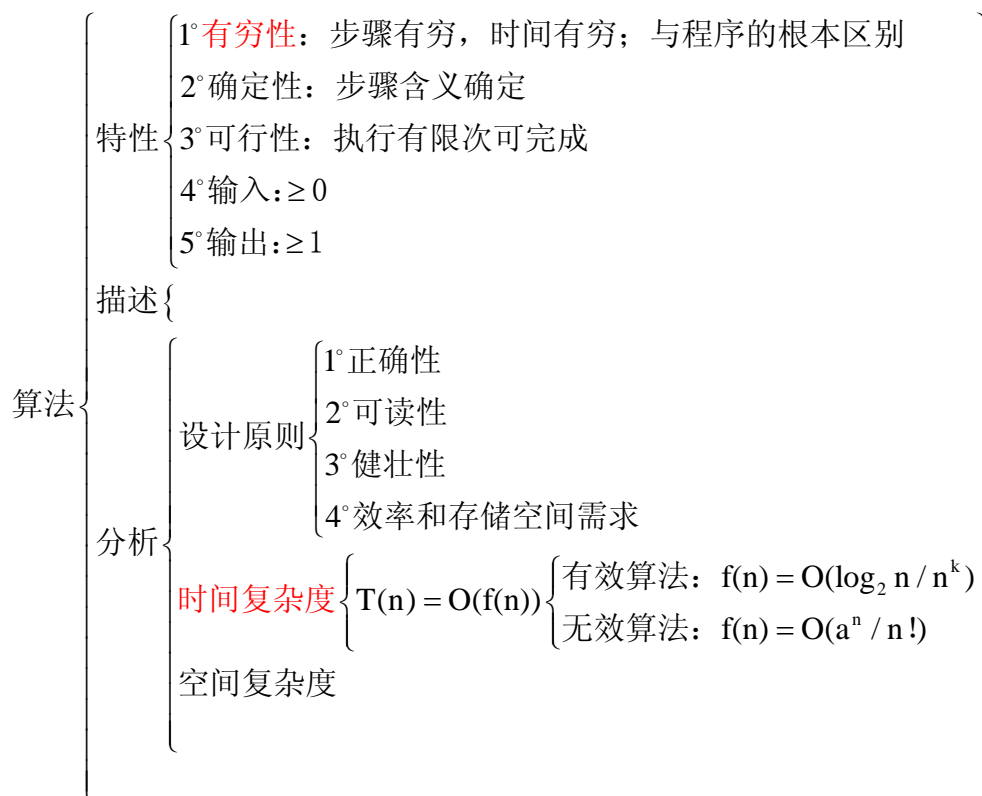 1°有穷性：步骤有穷，时间有穷；与程序的根本区别
2°确定性：步骤含义确定
特性
3°可行性：执行有限次可完成
4°输入:≥0
5°输出:≥1
描述
算法
分析
设计原则
1°正确性
2°可读性
3°健壮性
4°效率和存储空间需求
时间复杂度
T(n) = O(f(n))
有效算法：f(n) = O(log₂ n / nᵏ)
无效算法：f(n) = O(aⁿ / n!)
空间复杂度